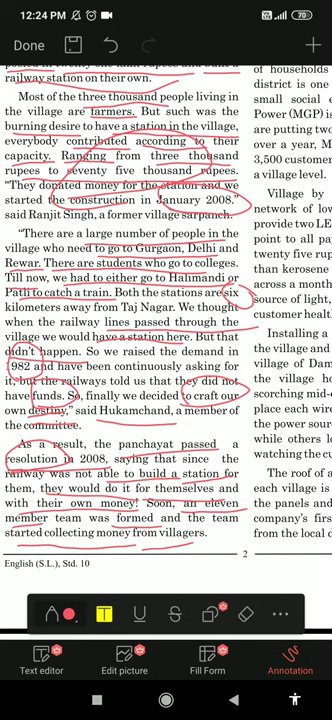 12:24 PM
70
Done
pooled in twenty one lakh rupees and built a
railway station on their own.
Most of the three thousand people living in
the village are farmers. But such was the
burning desire to have a station in the village,
everybody contributed according to their
capacity. Ranging from three thousand
rupees to seventy five thousand rupees.
"They donated money for the station and we
started the construction in January 2008,"
said Ranjit Singh, a former village sarpanch.
"There are a large number of people in the
village who need to go to Gurgaon, Delhi and
Rewar. There are students who go to colleges.
Till now, we had to either go to Halimandi or
Patli to catch a train. Both the stations are six
kilometers away from Taj Nagar. We thought
when the railway lines passed through the
village we would have a station here. But that
didn't happen. So we raised the demand in
1982 and have been continuously asking for
it, but the railways told us that they did not
have funds. So, finally we decided to craft our
own destiny," said Hukamchand, a member of
the committee.
As a result, the panchayat passed a
resolution in 2008, saying that since the
railway was not able to build a station for
them, they would do it for themselves and
with their own money! Soon, an eleven
member team was formed and the team
started collecting money from villagers.
of households
district is one
small social e
Power (MGP) is
are putting two
over a year, M
3,500 customer
a village level.
Village by
network of low
provide two LE
point to all pa
twenty five rup
than kerosene
across a month
source of light,
customer health
Installing a
the village and
village of Dam
the village ho
scorching mid-
place each wire
the power sourc
while others lo
watching the cu
The roof of a
each village is
the panels and
company's first
from the local d
2
English (S.L.), Std. 10
Text editor
Edit picture
Fill Form
Annotation